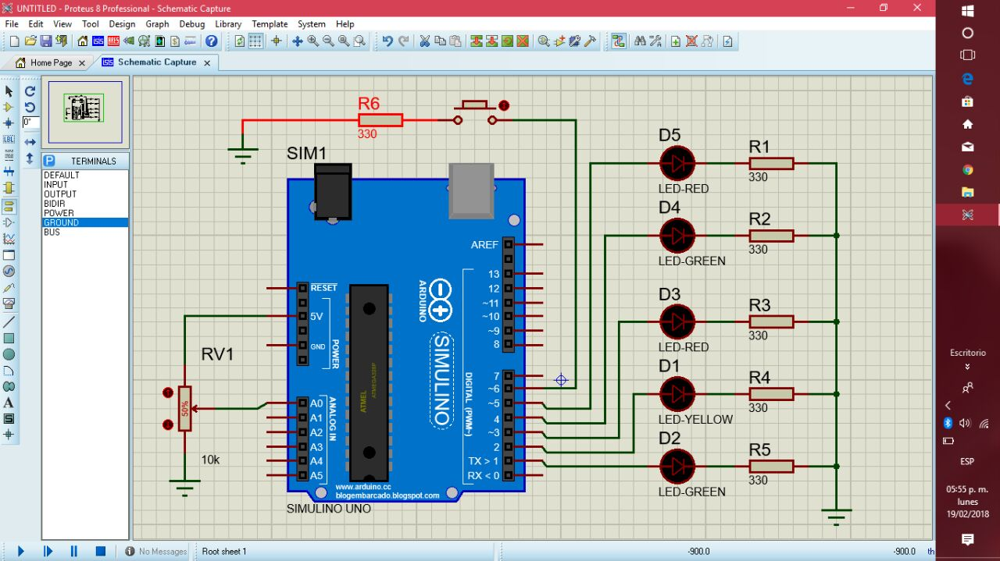 UNTITLED - Proteus 8 Professional - Schematic Capture
File Edit View Tool Design Graph Debug Library Template System Help
Home Page
Schematic Capture
0°
LBL
TERMINALS
DEFAULT
INPUT
OUTPUT
BIDIR
POWER
GROUND
BUS
R6
330
SIM1
AREF
13
12
~11
~10
~9
8
7
~6
~5
4
~3
2
TX > 1
RX < 0
RESET
5V
GND
POWER
A0
A1
A2
A3
A4
A5
ANALOG IN
ATMEL
ATMEGA328P
ARDUINO
SIMULINO
DIGITAL (PWM~)
www.arduino.cc
blogembarcado.blogspot.com
SIMULINO UNO
RV1
50%
10k
D5
LED-RED
R1
330
D4
LED-GREEN
R2
330
D3
LED-RED
R3
330
D1
LED-YELLOW
R4
330
D2
LED-GREEN
R5
330
No Messages
Root sheet 1
-900.0
-900.0
th
Escritorio
ESP
05:55 p. m.
lunes
19/02/2018